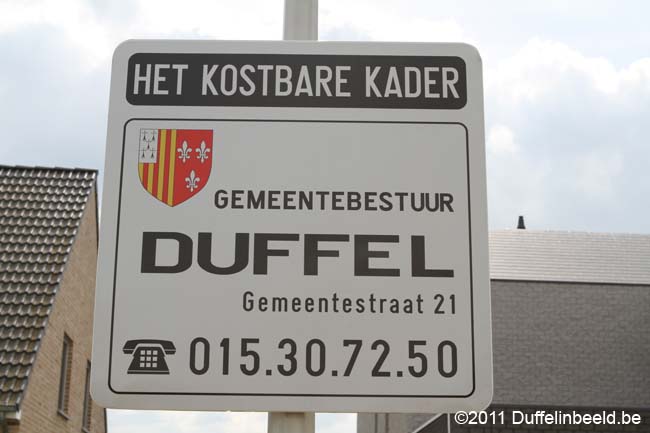 HET KOSTBARE KADER
GEMEENTEBESTUUR
DUFFEL
Gemeentestraat 21
015.30.72.50
©2011 Duffelinbeeld.be